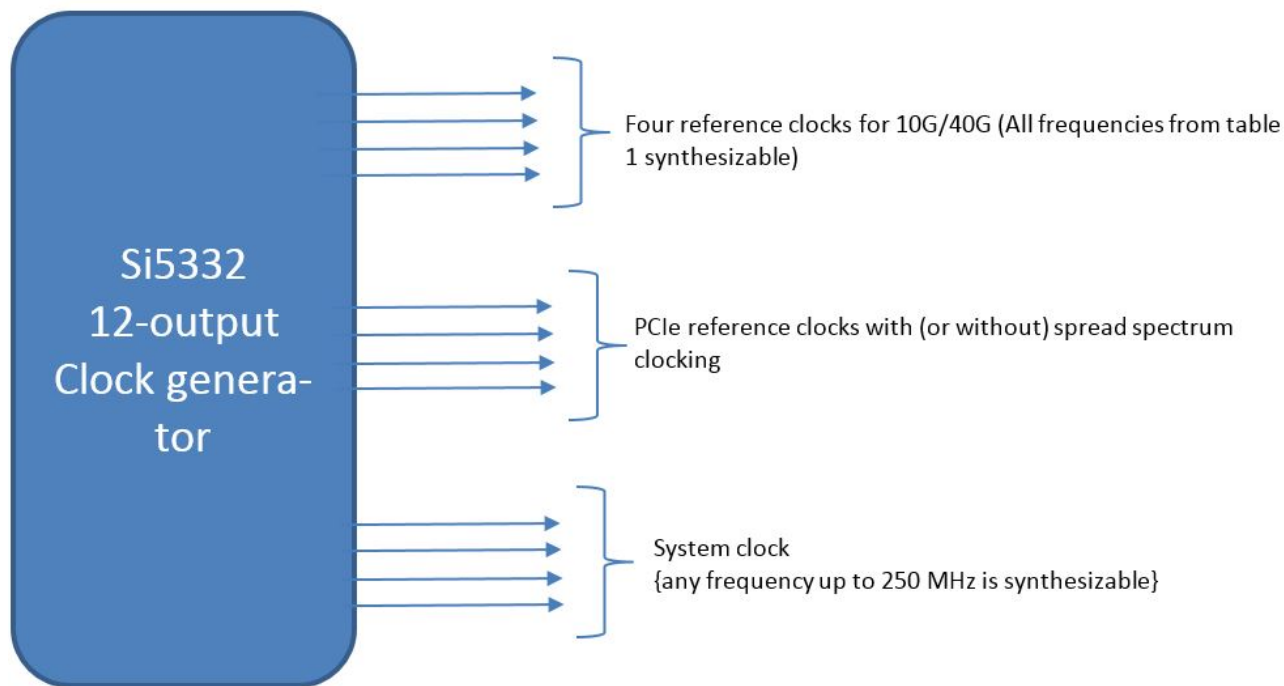 Si5332
12-output
Clock genera-
tor
Four reference clocks for 10G/40G (All frequencies from table
1 synthesizable)
PCIe reference clocks with (or without) spread spectrum
clocking
System clock
{any frequency up to 250 MHz is synthesizable}